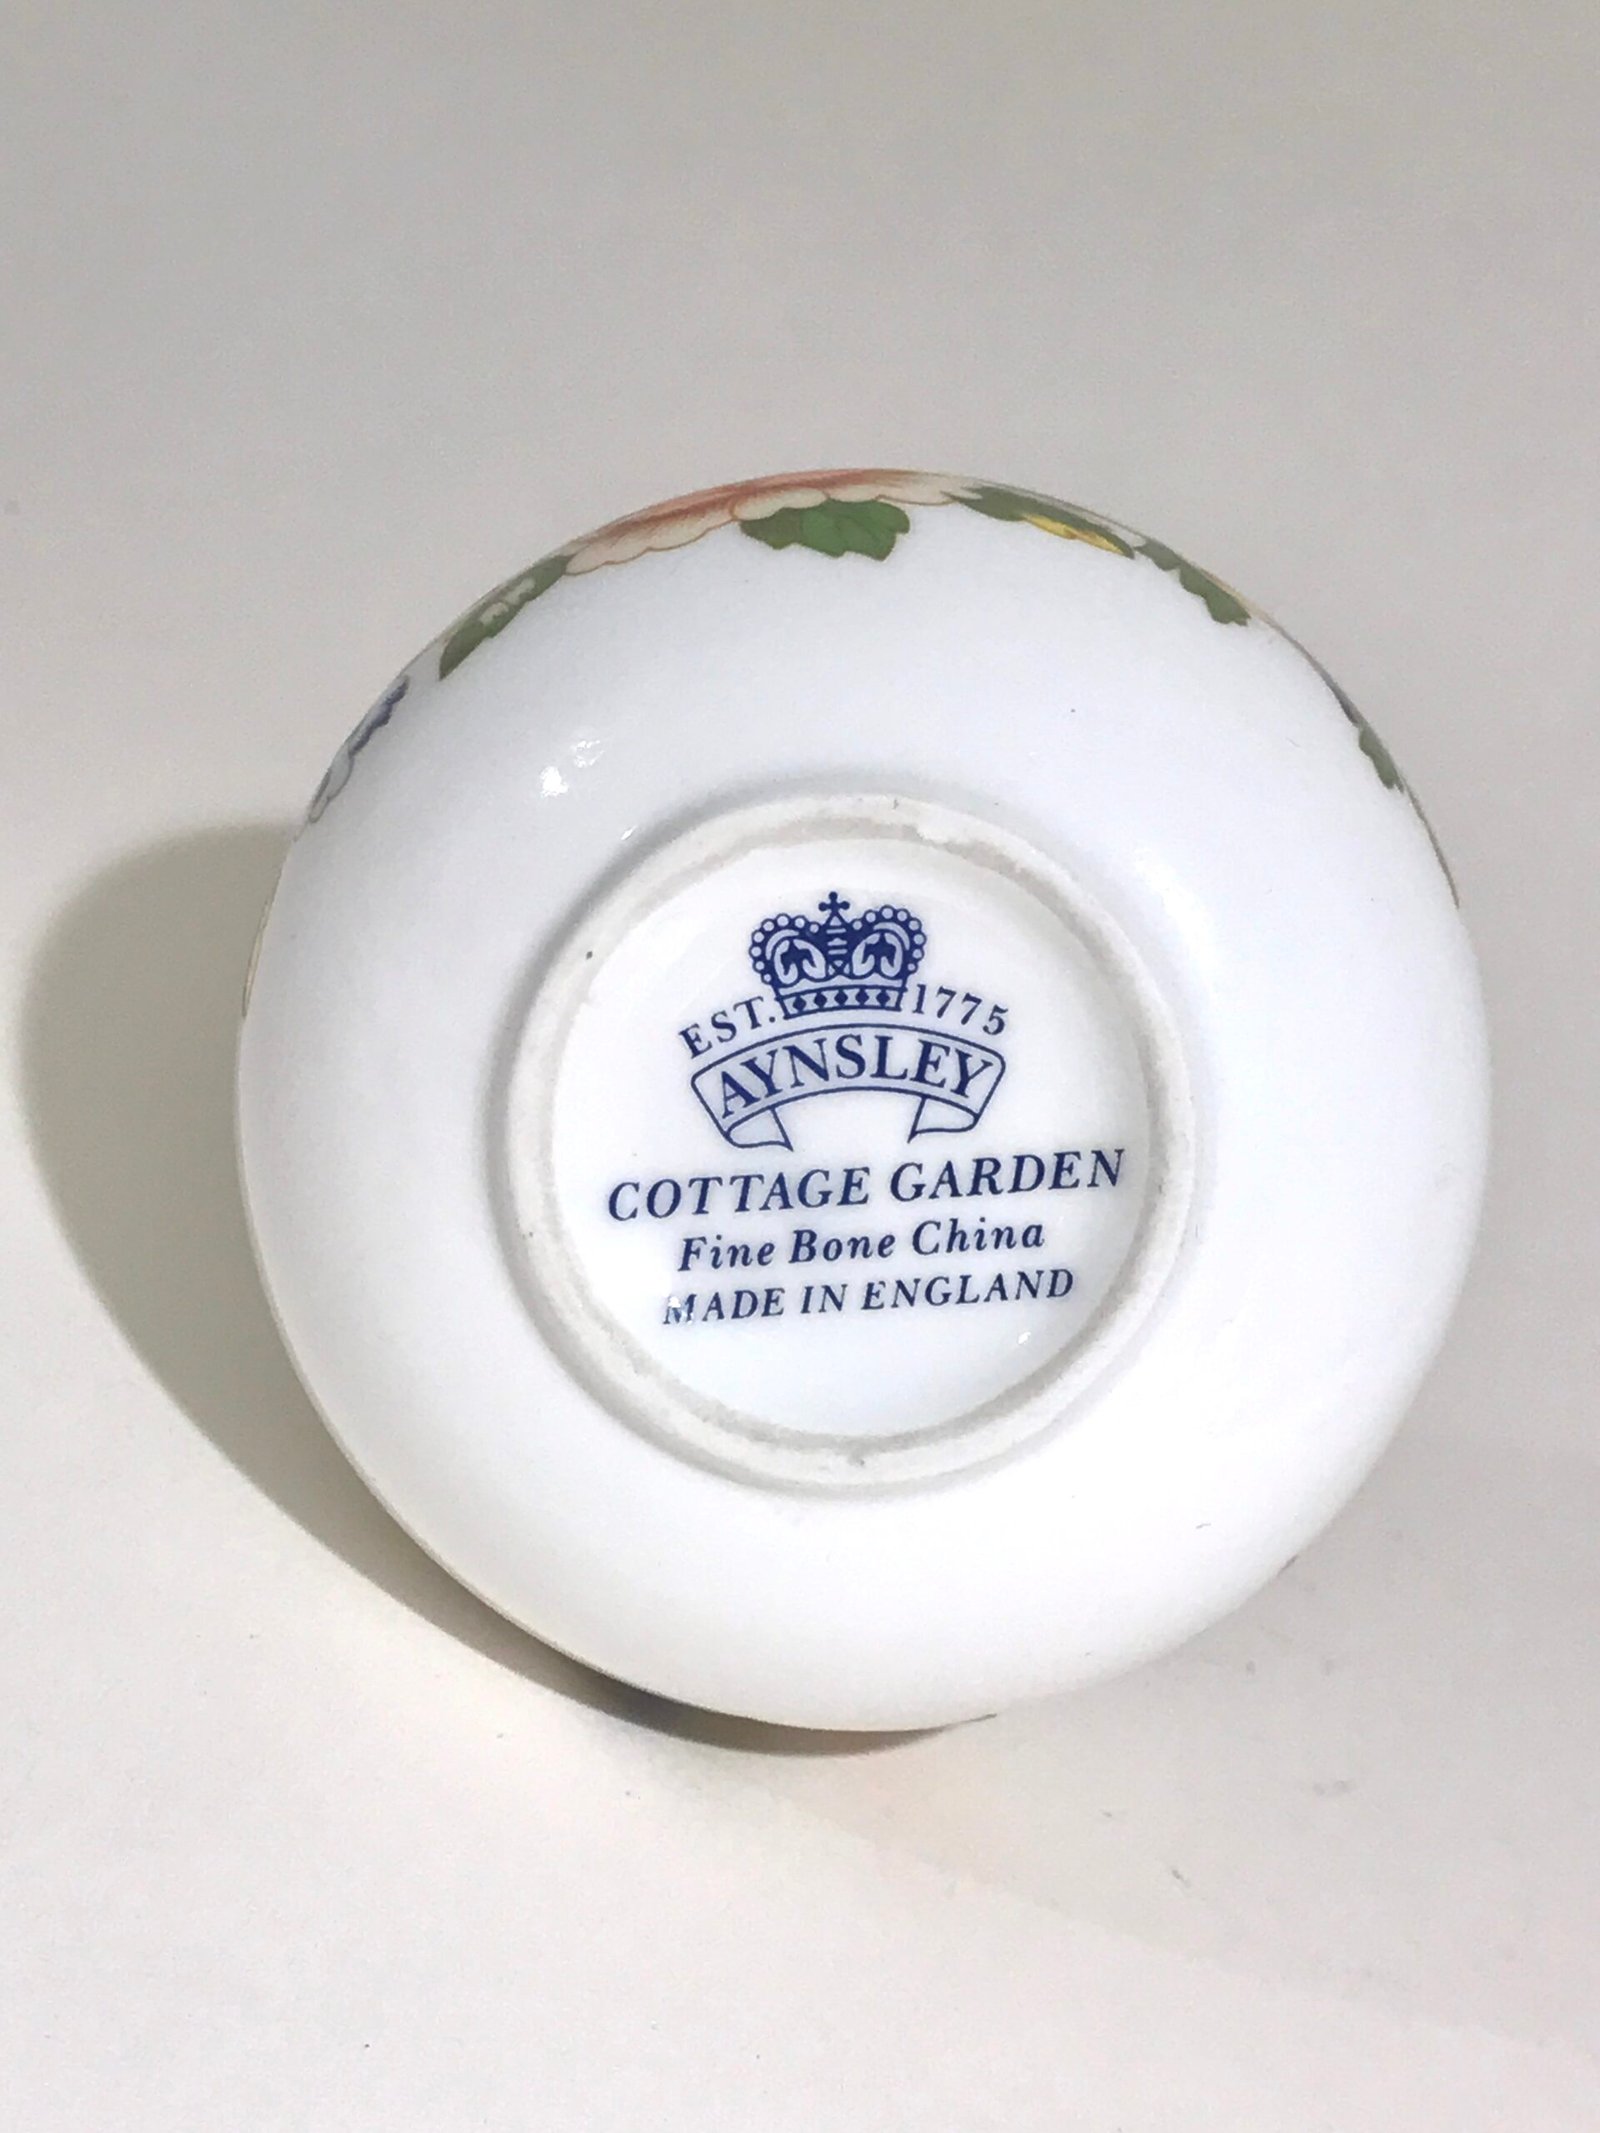 EST. 1775
AYNSLEY
COTTAGE GARDEN
Fine Bone China
MADE IN ENGLAND